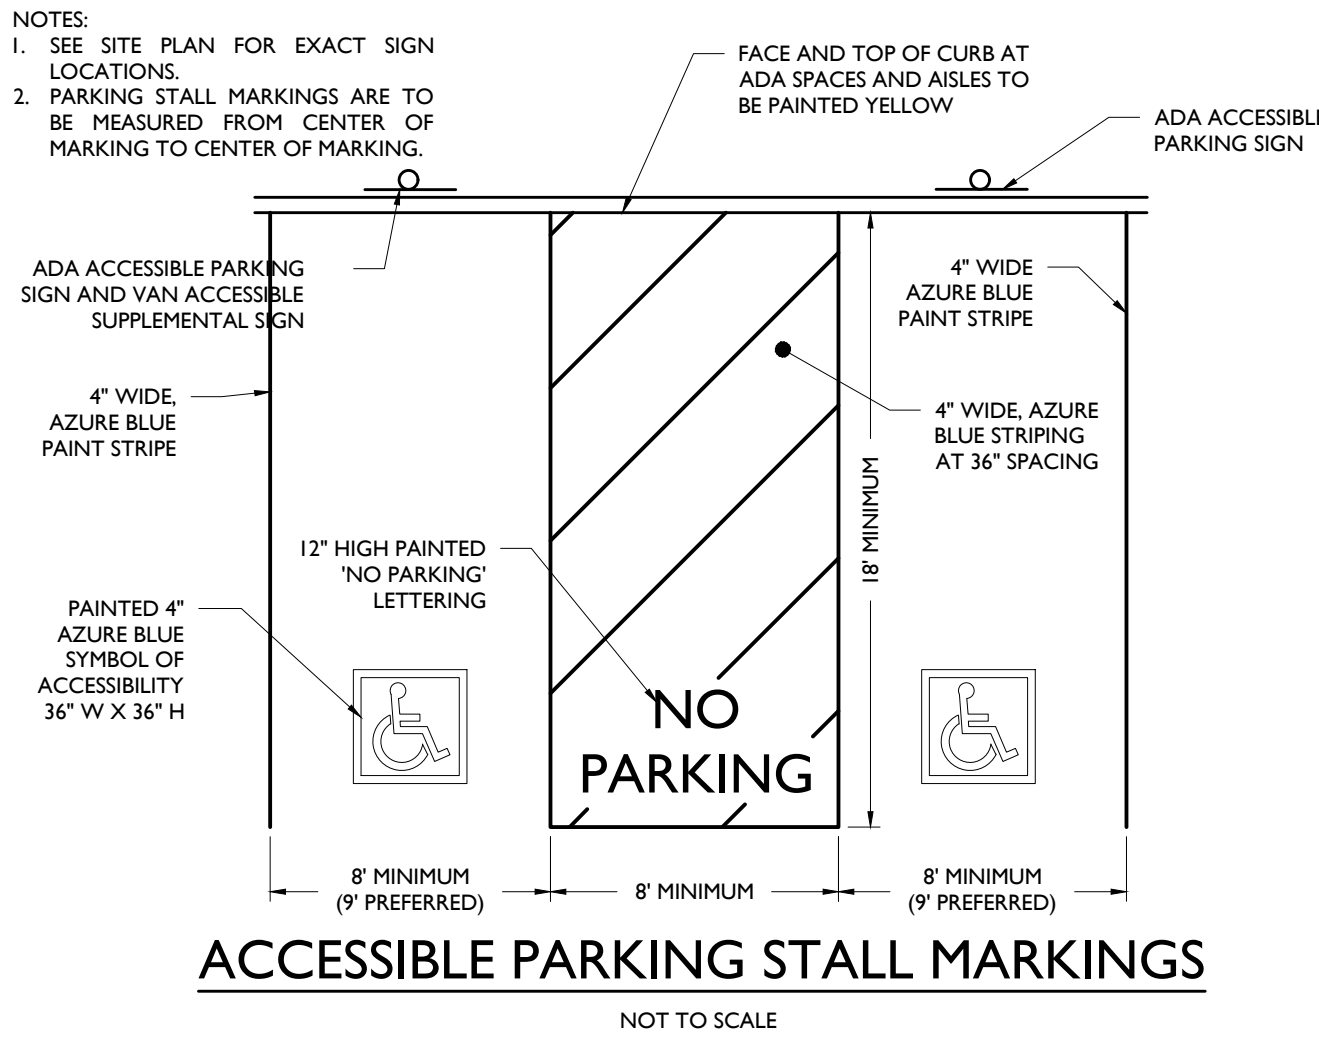 NOTES:
1. SEE SITE PLAN FOR EXACT SIGN
LOCATIONS.
2. PARKING STALL MARKINGS ARE TO
BE MEASURED FROM CENTER OF
MARKING TO CENTER OF MARKING.
FACE AND TOP OF CURB AT
ADA SPACES AND AISLES TO
BE PAINTED YELLOW
ADA ACCESSIBLE
PARKING SIGN
ADA ACCESSIBLE PARKING
SIGN AND VAN ACCESSIBLE
SUPPLEMENTAL SIGN
4" WIDE
AZURE BLUE
PAINT STRIPE
4" WIDE,
AZURE BLUE
PAINT STRIPE
4" WIDE, AZURE
BLUE STRIPING
AT 36" SPACING
18' MINIMUM
12" HIGH PAINTED
'NO PARKING'
LETTERING
PAINTED 4"
AZURE BLUE
SYMBOL OF
ACCESSIBILITY
36" W X 36" H
NO
PARKING
8' MINIMUM
(9' PREFERRED)
8' MINIMUM
8' MINIMUM
(9' PREFERRED)
ACCESSIBLE PARKING STALL MARKINGS
NOT TO SCALE